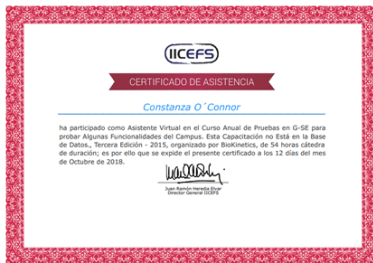 IICEFS
CERTIFICADO DE ASISTENCIA
Constanza O´Connor
ha participado como Asistente Virtual en el Curso Anual de Pruebas en G-SE para
probar Algunas Funcionalidades del Campus. Esta Capacitación no Está en la Base
de Datos., Tercera Edición - 2015, organizado por BioKinetics, de 54 horas cátedra
de duración; es por ello que se expide el presente certificado a los 12 días del mes
de Octubre de 2018.
Juan Ramón Heredia Elvar
Director General IICEFS